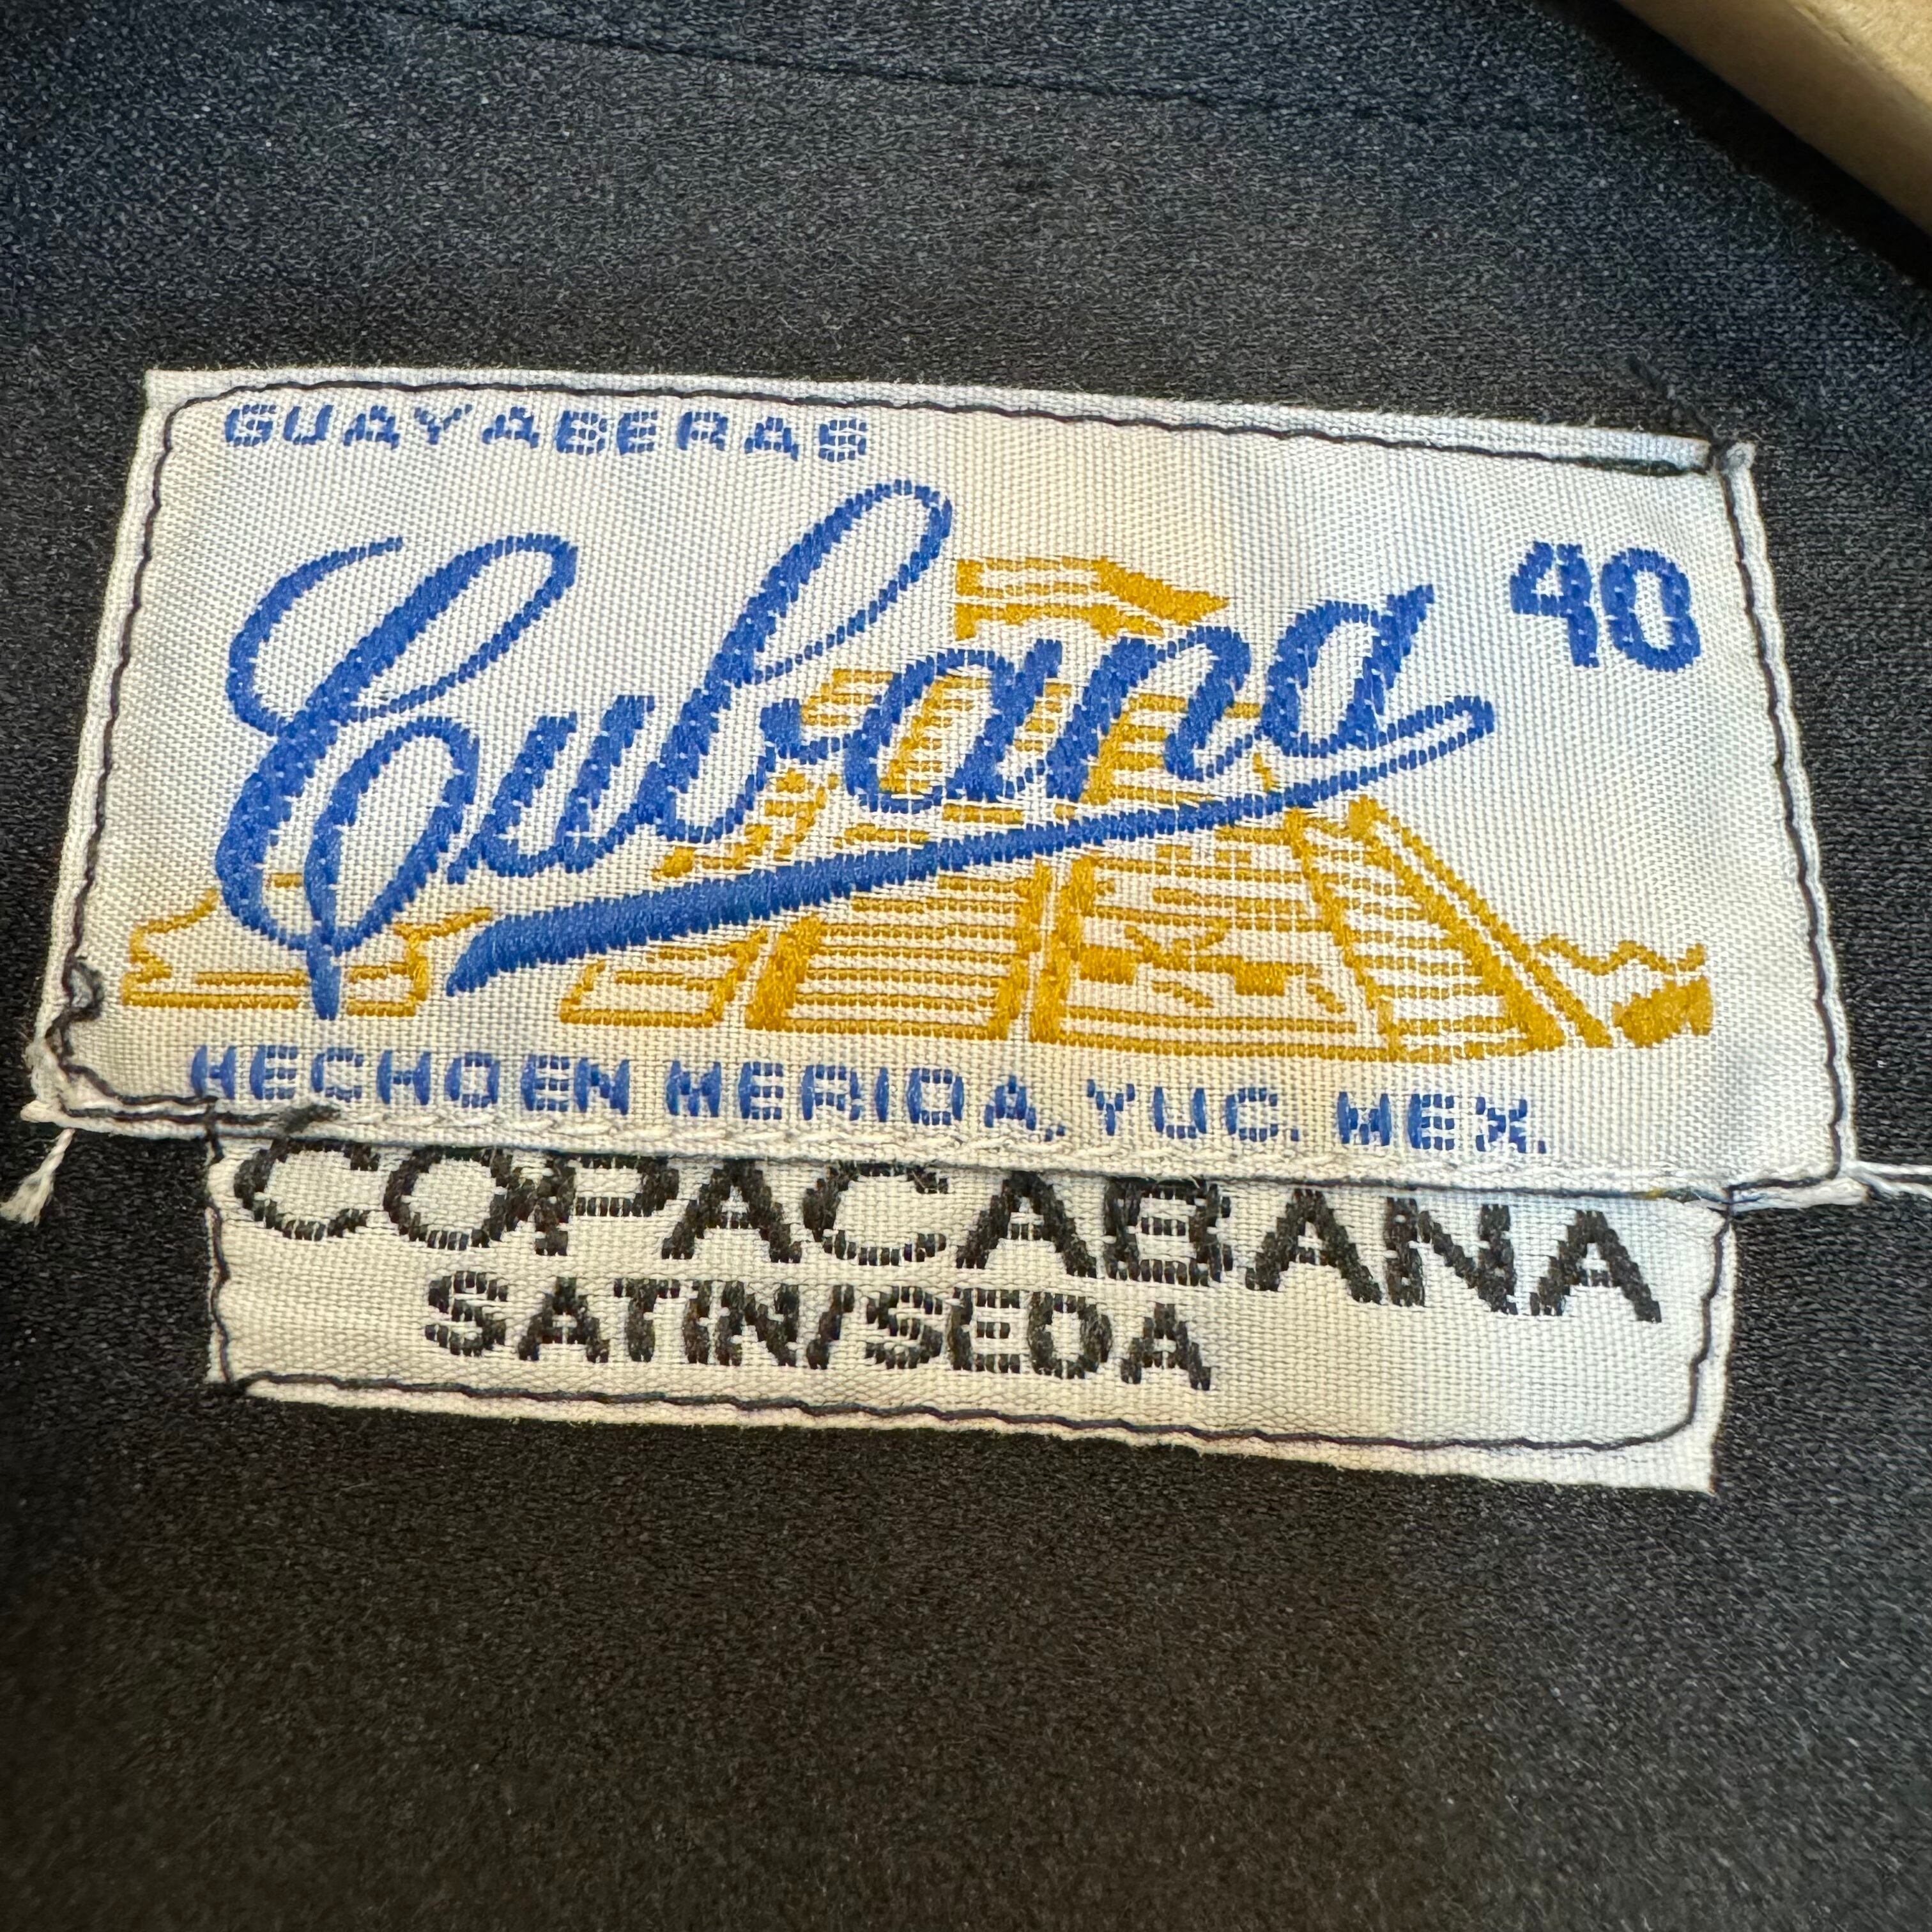 GUAYABERAS
Cubana
40
HECHO EN MERIDA, YUC. MEX.
COPACABANA
SATIN/SEDA